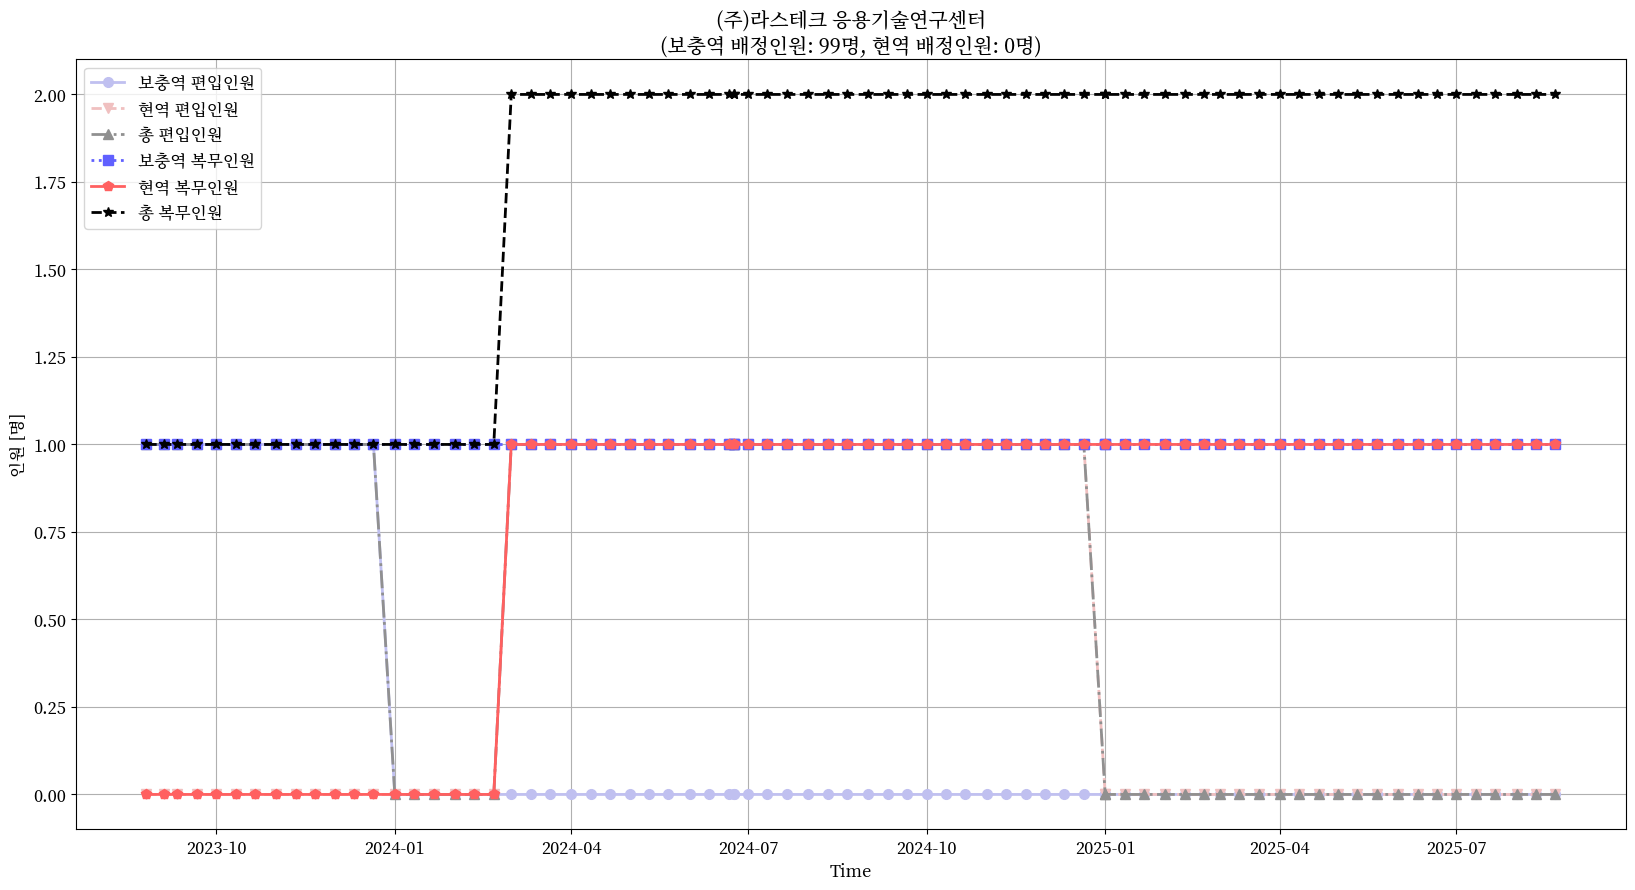 (주)라스테크 응용기술연구센터
(보충역 배정인원: 99명, 현역 배정인원: 0명)
보충역 편입인원
현역 편입인원
총 편입인원
보충역 복무인원
현역 복무인원
총 복무인원
2.00
1.75
1.50
1.25
1.00
0.75
0.50
0.25
0.00
인원 [명]
2023-10 2024-01 2024-04 2024-07 2024-10 2025-01 2025-04 2025-07
Time